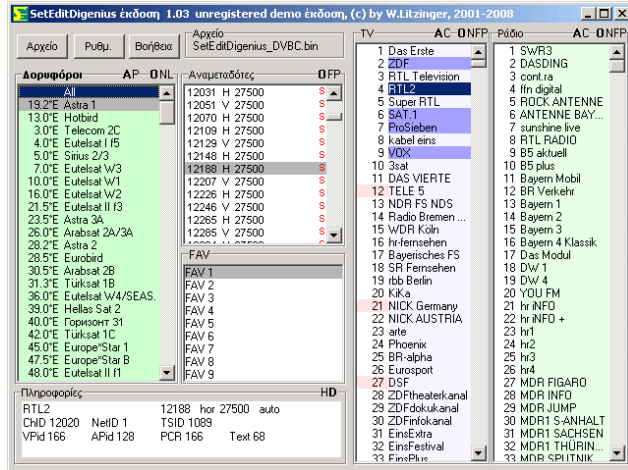 SetEditDigenius έκδοση 1.03 unregistered demo έκδοση, (c) by W.Litzinger, 2001-2008
Αρχείο
Ρυθμ.
Βοήθεια
Αρχείο
SetEditDigenius_DVBC.bin
Δορυφόροι AP ONL
All
19.2°E Astra 1
13.0°E Hotbird
3.0°E Telecom 2C
4.0°E Eutelsat I f5
5.0°E Sirius 2/3
7.0°E Eutelsat W3
10.0°E Eutelsat W1
16.0°E Eutelsat W2
21.5°E Eutelsat II f3
23.5°E Astra 3A
26.0°E Arabsat 2A/3A
28.2°E Astra 2
28.5°E Eurobird
30.5°E Arabsat 2B
31.3°E Türksat 1B
36.0°E Eutelsat W4/SEAS.
39.0°E Hellas Sat 2
40.0°E Горизонт 31
42.0°E Türksat 1C
45.0°E Europe*Star 1
47.5°E Europe*Star B
48.0°E Eutelsat II f1
Αναμεταδότες OFP
12031 H 27500 S
12051 V 27500 S
12070 H 27500 S
12109 H 27500 S
12129 V 27500 S
12148 H 27500 S
12188 H 27500 S
12207 V 27500 S
12226 H 27500 S
12246 V 27500 S
12265 H 27500 S
12285 V 27500 S
FAV
FAV 1
FAV 2
FAV 3
FAV 4
FAV 5
FAV 6
FAV 7
FAV 8
FAV 9
TV AC ONFP
1 Das Erste
2 ZDF
3 RTL Television
4 RTL2
5 Super RTL
6 SAT.1
7 ProSieben
8 kabel eins
9 VOX
10 3sat
11 DAS VIERTE
12 TELE 5
13 NDR FS NDS
14 Radio Bremen ...
15 WDR Köln
16 hr-fernsehen
17 Bayerisches FS
18 SR Fernsehen
19 rbb Berlin
20 KiKa
21 NICK Germany
22 NICK AUSTRIA
23 arte
24 Phoenix
25 BR-alpha
26 Eurosport
27 DSF
28 ZDFtheaterkanal
29 ZDFdokukanal
30 ZDFinfokanal
31 EinsExtra
32 EinsFestival
33 EinsPlus
Ράδιο AC ONFP
1 SWR3
2 DASDING
3 cont.ra
4 ffn digital
5 ROCK ANTENNE
6 ANTENNE BAY...
7 sunshine live
8 RTL RADIO
9 B5 aktuell
10 B5 plus
11 Bayern Mobil
12 BR Verkehr
13 Bayern 1
14 Bayern 2
15 Bayern 3
16 Bayern 4 Klassik
17 Das Modul
18 DW 1
19 DW 4
20 YOU FM
21 hr iNFO
22 hr iNFO +
23 hr1
24 hr2
25 hr3
26 hr4
27 MDR FIGARO
28 MDR INFO
29 MDR JUMP
30 MDR1 S-ANHALT
31 MDR1 SACHSEN
32 MDR1 THÜRIN...
33 MDR SPUTNIK
Πληροφορίες HD
RTL2 12188 hor 27500 auto
ChID 12020 NetID 1 TSID 1089
VPid 166 APid 128 PCR 166 Text 68